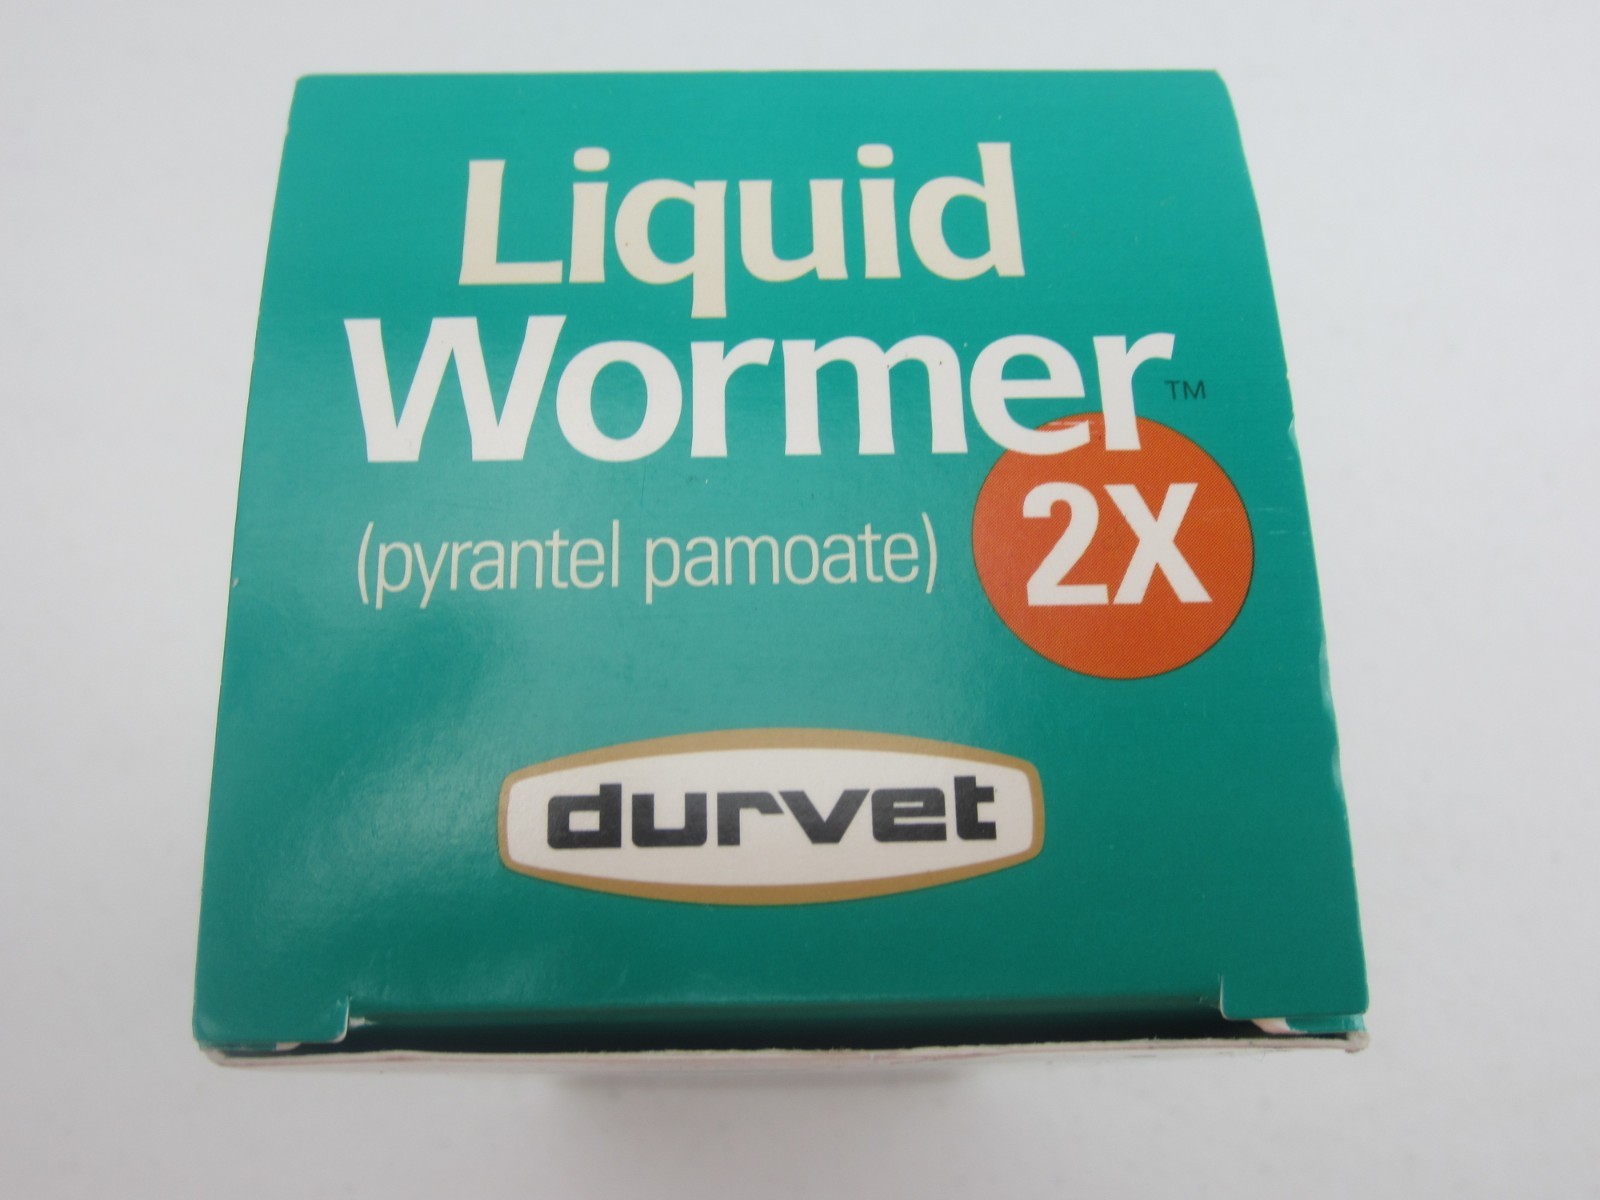 Liquid
Wormer™
2X
(pyrantel pamoate)
durvet